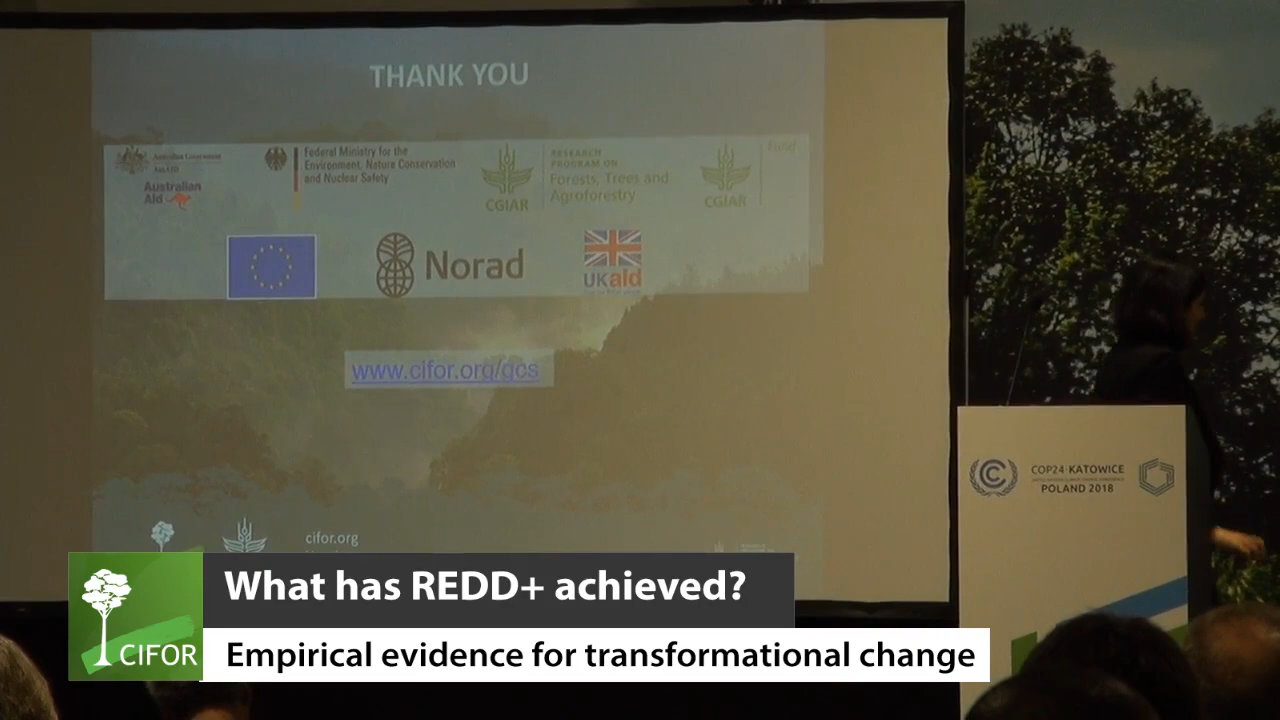 THANK YOU
Australian Government
AusAID
Australian
Aid
Federal Ministry for the
Environment, Nature Conservation
and Nuclear Safety
CGIAR
RESEARCH
PROGRAM ON
Forests, Trees and
Agroforestry
CGIAR
Fund
Norad
UKaid
www.cifor.org/gcs
cifor.org
COP24·KATOWICE
POLAND 2018
CIFOR
What has REDD+ achieved?
Empirical evidence for transformational change